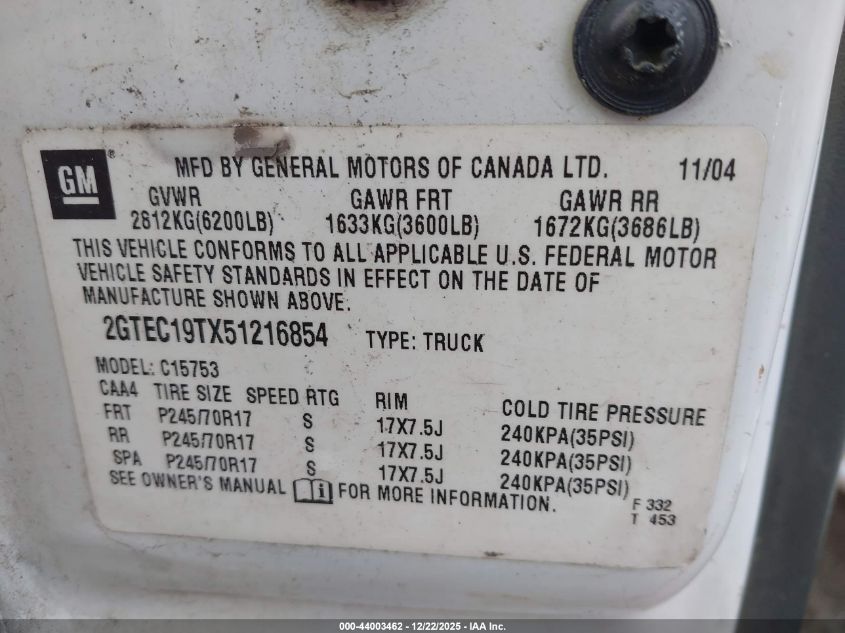 GM® MFD BY GENERAL MOTORS OF CANADA LTD. 11/04
GVWR GAWR FRT GAWR RR
2812KG(6200LB) 1633KG(3600LB) 1672KG(3686LB)
THIS VEHICLE CONFORMS TO ALL APPLICABLE U.S. FEDERAL MOTOR
VEHICLE SAFETY STANDARDS IN EFFECT ON THE DATE OF
MANUFACTURE SHOWN ABOVE.
2GTEC19TX51216854 TYPE: TRUCK
MODEL: C15753
CAA4 TIRE SIZE SPEED RTG RIM COLD TIRE PRESSURE
FRT P245/70R17 S 17X7.5J 240KPA(35PSI)
RR P245/70R17 S 17X7.5J 240KPA(35PSI)
SPA P245/70R17 S 17X7.5J 240KPA(35PSI)
SEE OWNER'S MANUAL i FOR MORE INFORMATION.
F 332
T 453
000-44003462 - 12/22/2025 - IAA Inc.